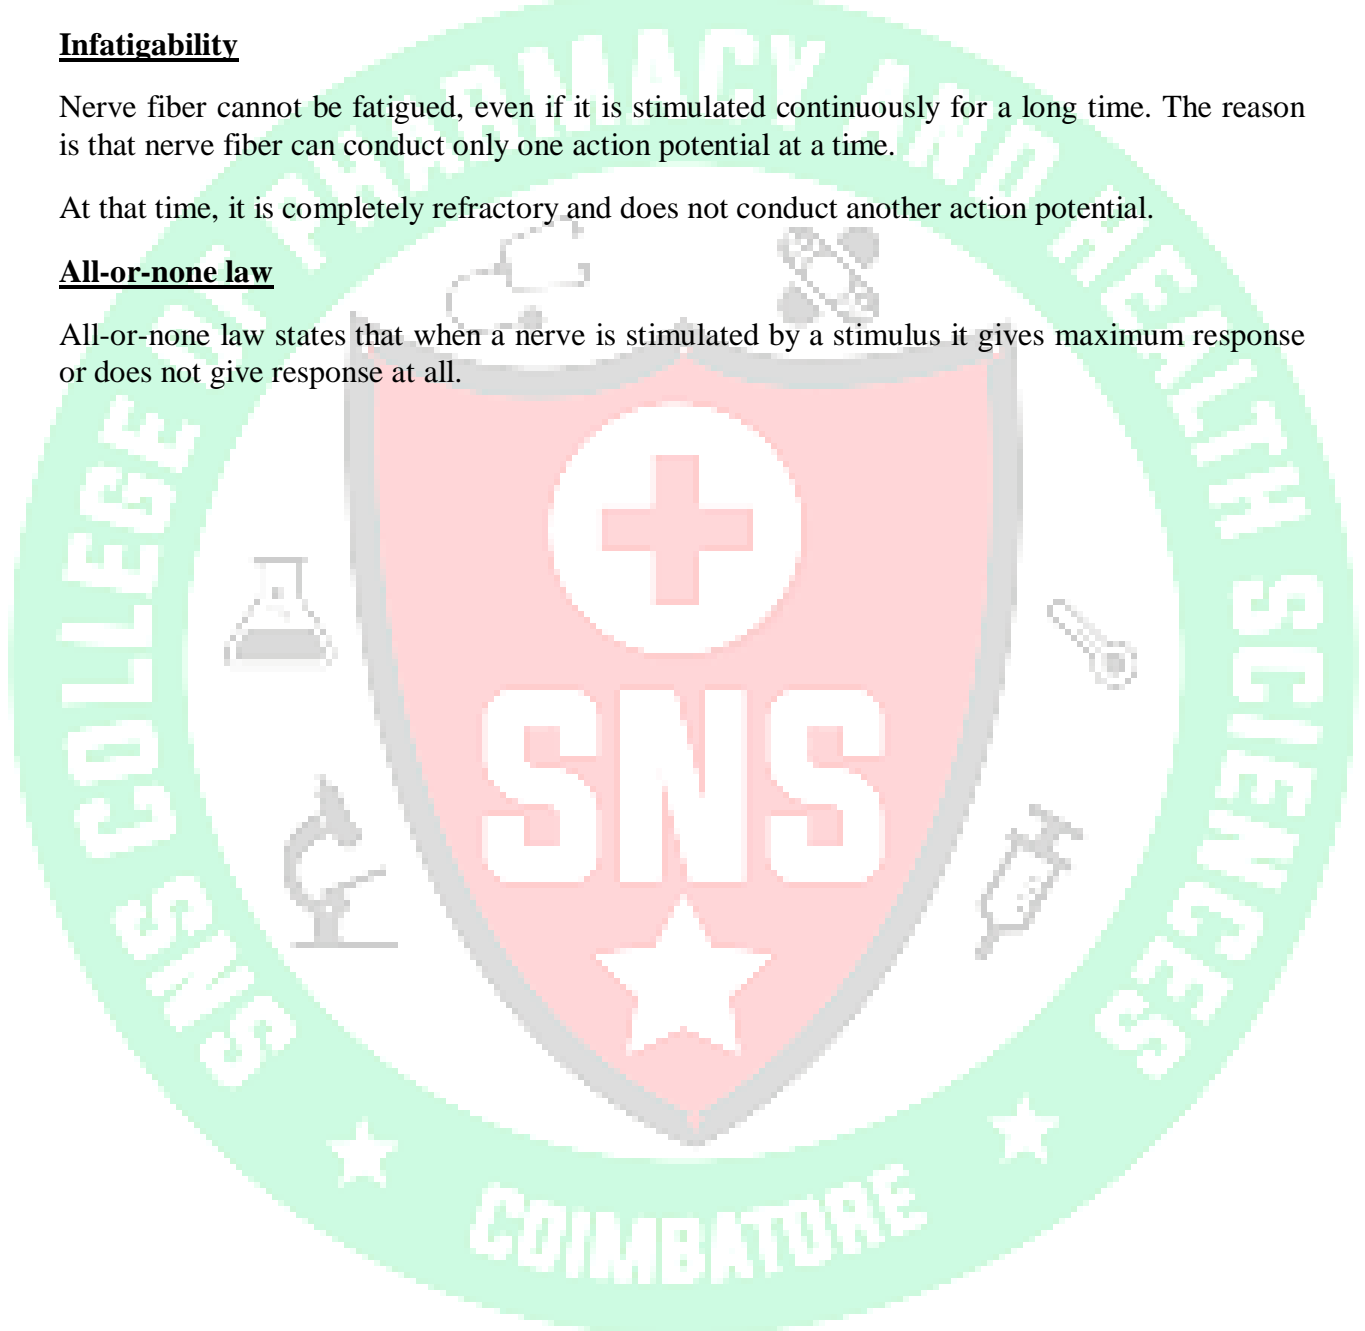 Infatigability
Nerve fiber cannot be fatigued, even if it is stimulated continuously for a long time. The reason
is that nerve fiber can conduct only one action potential at a time.
At that time, it is completely refractory and does not conduct another action potential.
All-or-none law
All-or-none law states that when a nerve is stimulated by a stimulus it gives maximum response
or does not give response at all.
SNS COLLEGE OF PHARMACY AND HEALTH SCIENCES
SNS
COIMBATORE